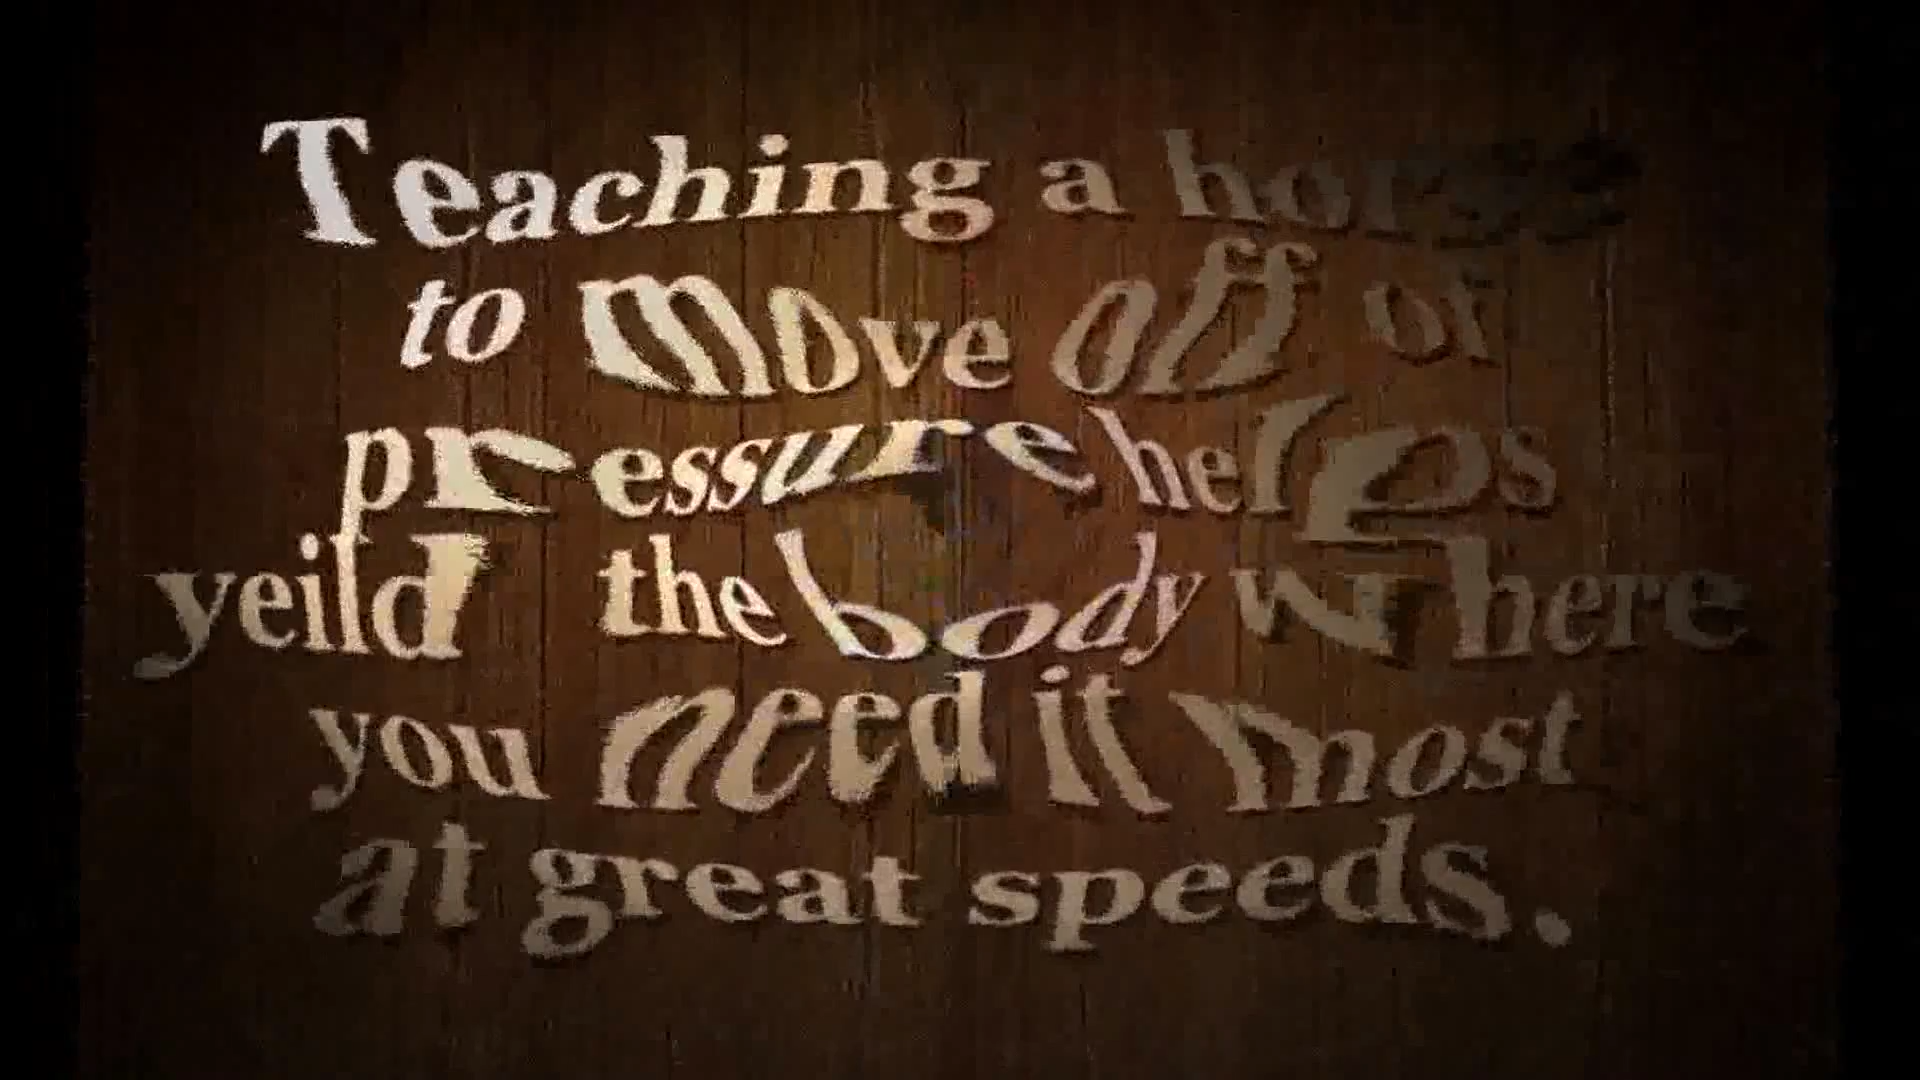 Teaching a horse
to move off of
pressure helps
yeild the body where
you need it most
at great speeds.